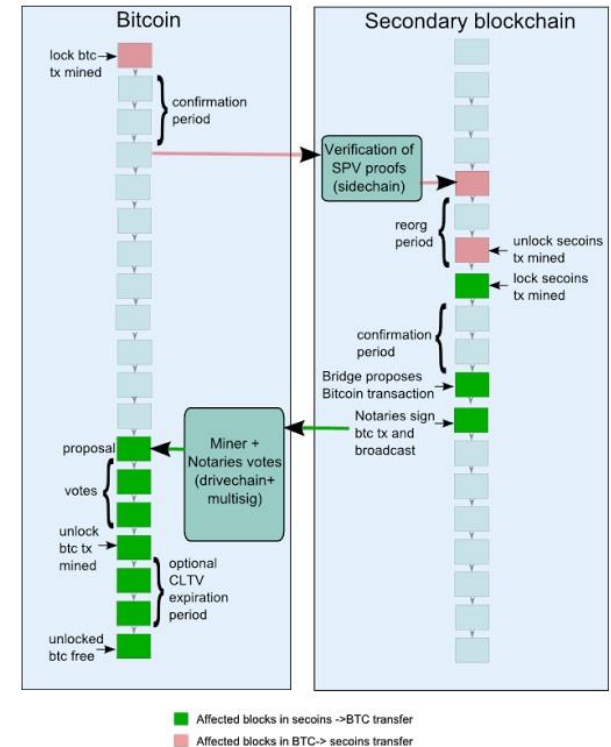 Bitcoin
lock btc
tx mined
confirmation
period
proposal
votes
unlock
btc tx
mined
optional
CLTV
expiration
period
unlocked
btc free
Verification of
SPV proofs
(sidechain)
Miner +
Notaries votes
(drivechain+
multisig)
Secondary blockchain
reorg
period
unlock secoins
tx mined
lock secoins
tx mined
confirmation
period
Bridge proposes
Bitcoin transaction
Notaries sign
btc tx and
broadcast
Affected blocks in secoins ->BTC transfer
Affected blocks in BTC-> secoins transfer